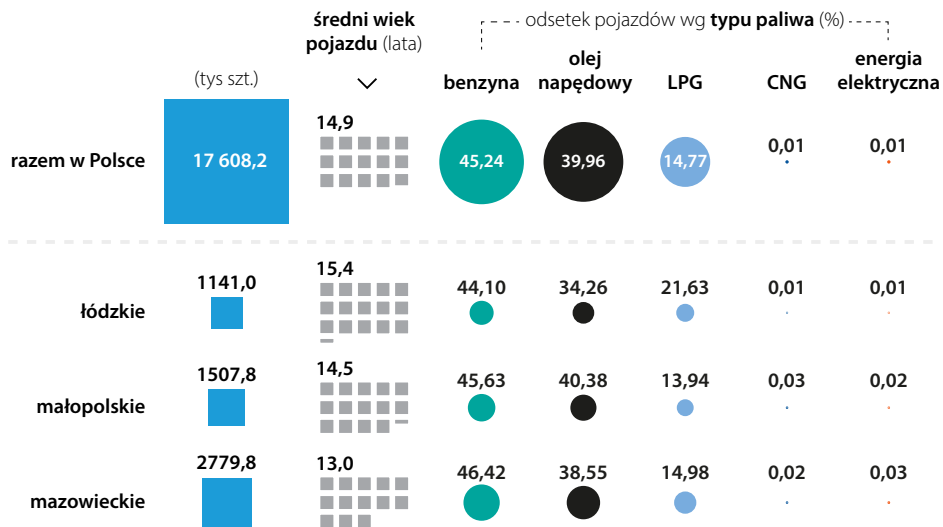 odsetek pojazdów wg typu paliwa (%)
średni wiek pojazdu (lata)
(tys szt.)
benzyna
olej napędowy
LPG
CNG
energia elektryczna
razem w Polsce 17 608,2 14,9 45,24 39,96 14,77 0,01 0,01
łódzkie 1141,0 15,4 44,10 34,26 21,63 0,01 0,01
małopolskie 1507,8 14,5 45,63 40,38 13,94 0,03 0,02
mazowieckie 2779,8 13,0 46,42 38,55 14,98 0,02 0,03